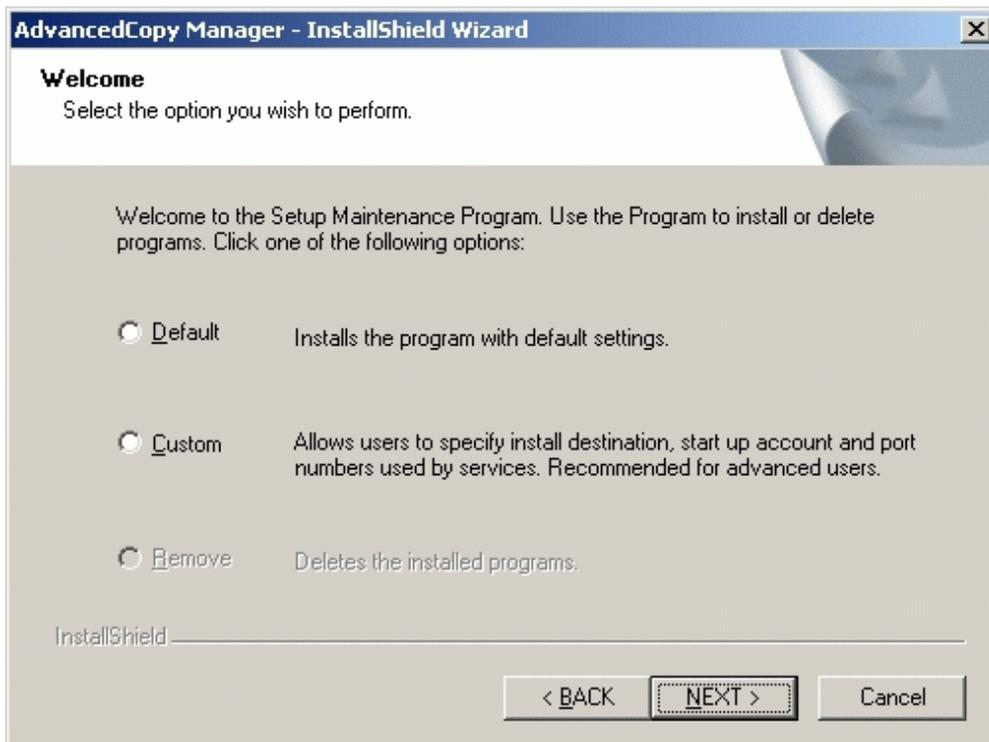 AdvancedCopy Manager - InstallShield Wizard
Welcome
Select the option you wish to perform.
Welcome to the Setup Maintenance Program. Use the Program to install or delete
programs. Click one of the following options:
Default
Installs the program with default settings.
Custom
Allows users to specify install destination, start up account and port
numbers used by services. Recommended for advanced users.
Remove
Deletes the installed programs.
InstallShield
< BACK
NEXT >
Cancel